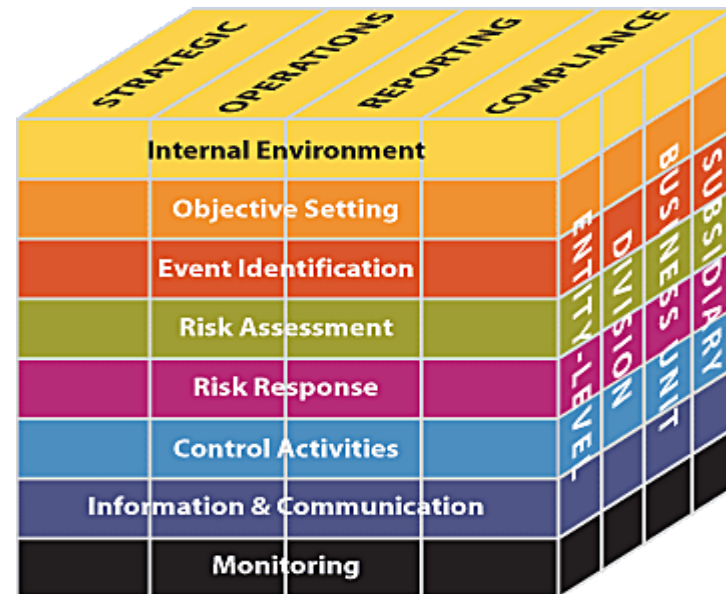 STRATEGIC
OPERATIONS
REPORTING
COMPLIANCE
Internal Environment
Objective Setting
Event Identification
Risk Assessment
Risk Response
Control Activities
Information & Communication
Monitoring
ENTITY-LEVEL
DIVISION
BUSINESS UNIT
SUBSIDIARY